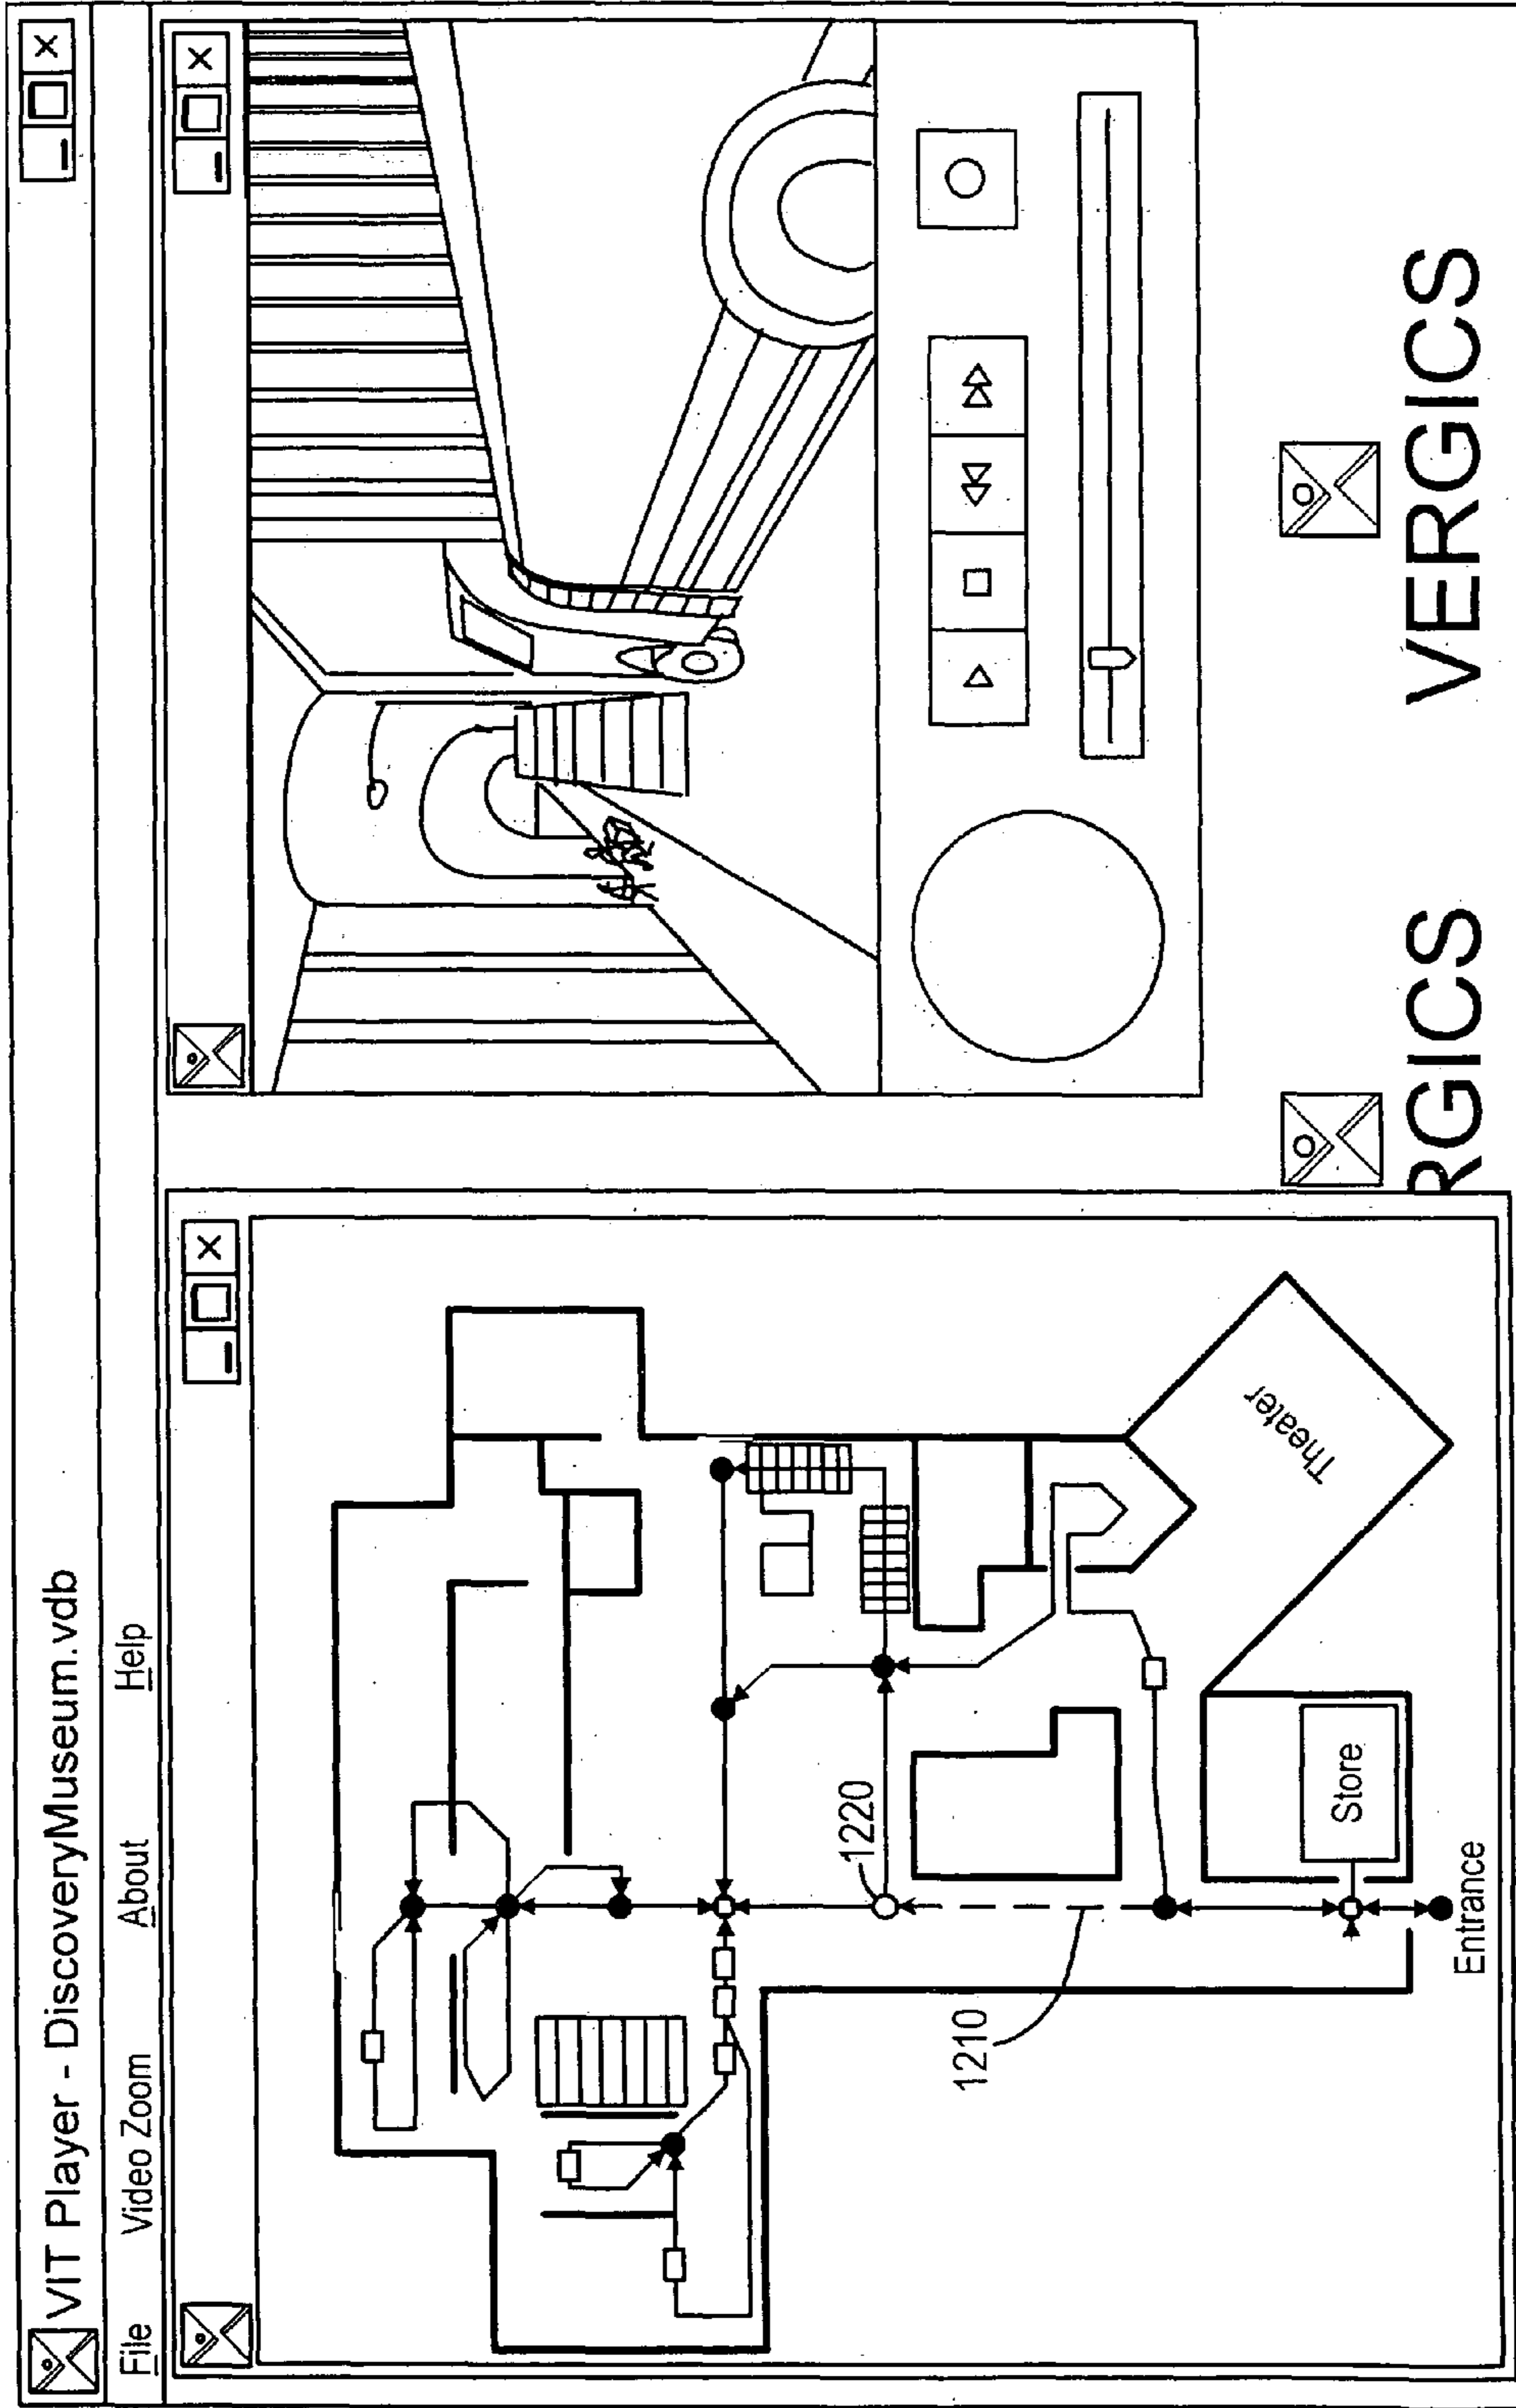 VIT Player - DiscoveryMuseum.vdb
File Video Zoom About Help
Theater
1220
1210
Store
Entrance
RGICS VERGICS